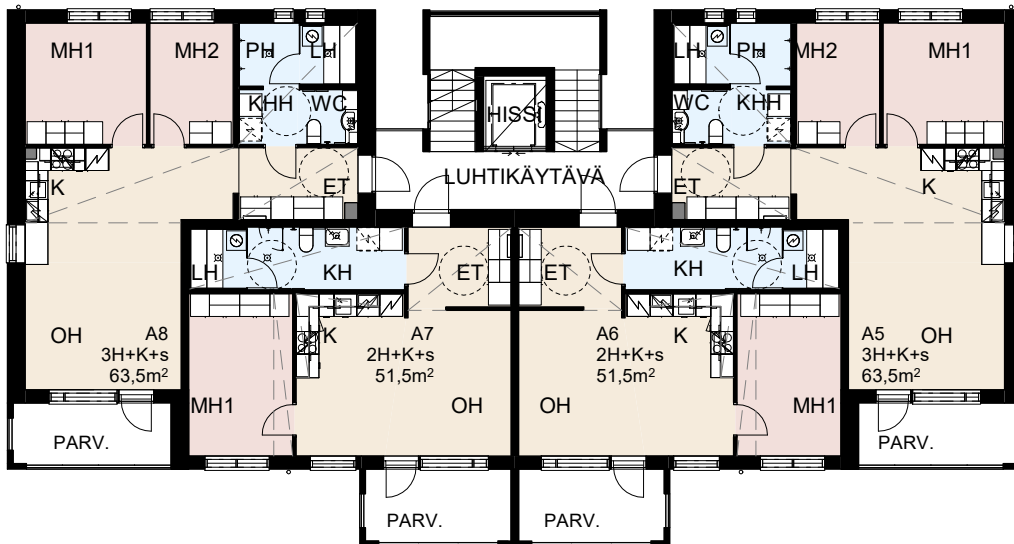 MH1
MH2
PH
LH
KHH
WC
HISSI
LH
PH
WC
KHH
MH2
MH1
K
ET
LUHTIKÄYTÄVÄ
ET
K
LH
KH
ET
ET
KH
LH
OH
A8
3H+K+s
63,5m²
K
A7
2H+K+s
51,5m²
A6
2H+K+s
51,5m²
K
A5
3H+K+s
63,5m²
OH
MH1
OH
OH
MH1
PARV.
PARV.
PARV.
PARV.